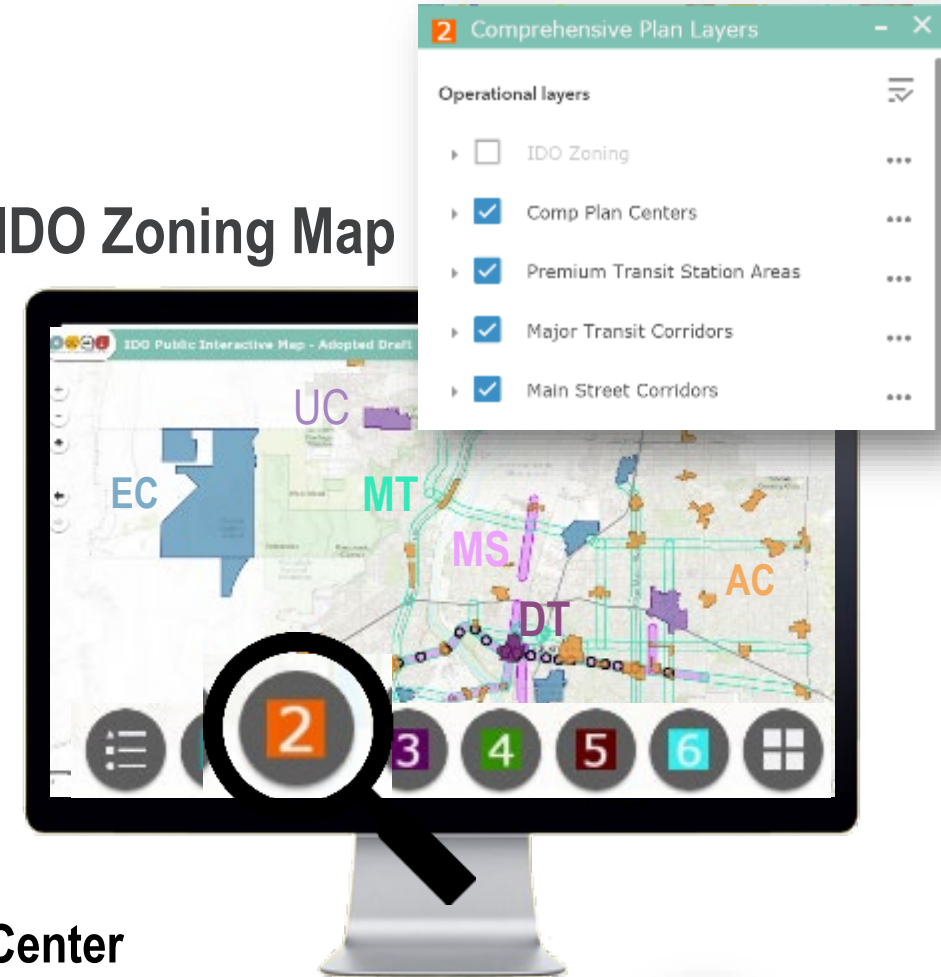 2 Comprehensive Plan Layers
Operational layers
IDO Zoning
Comp Plan Centers
Premium Transit Station Areas
Major Transit Corridors
Main Street Corridors
IDO Zoning Map
IDO Public Interactive Map - Adopted Draft
UC
EC
MT
MS
AC
DT
2
3
4
5
6
Center